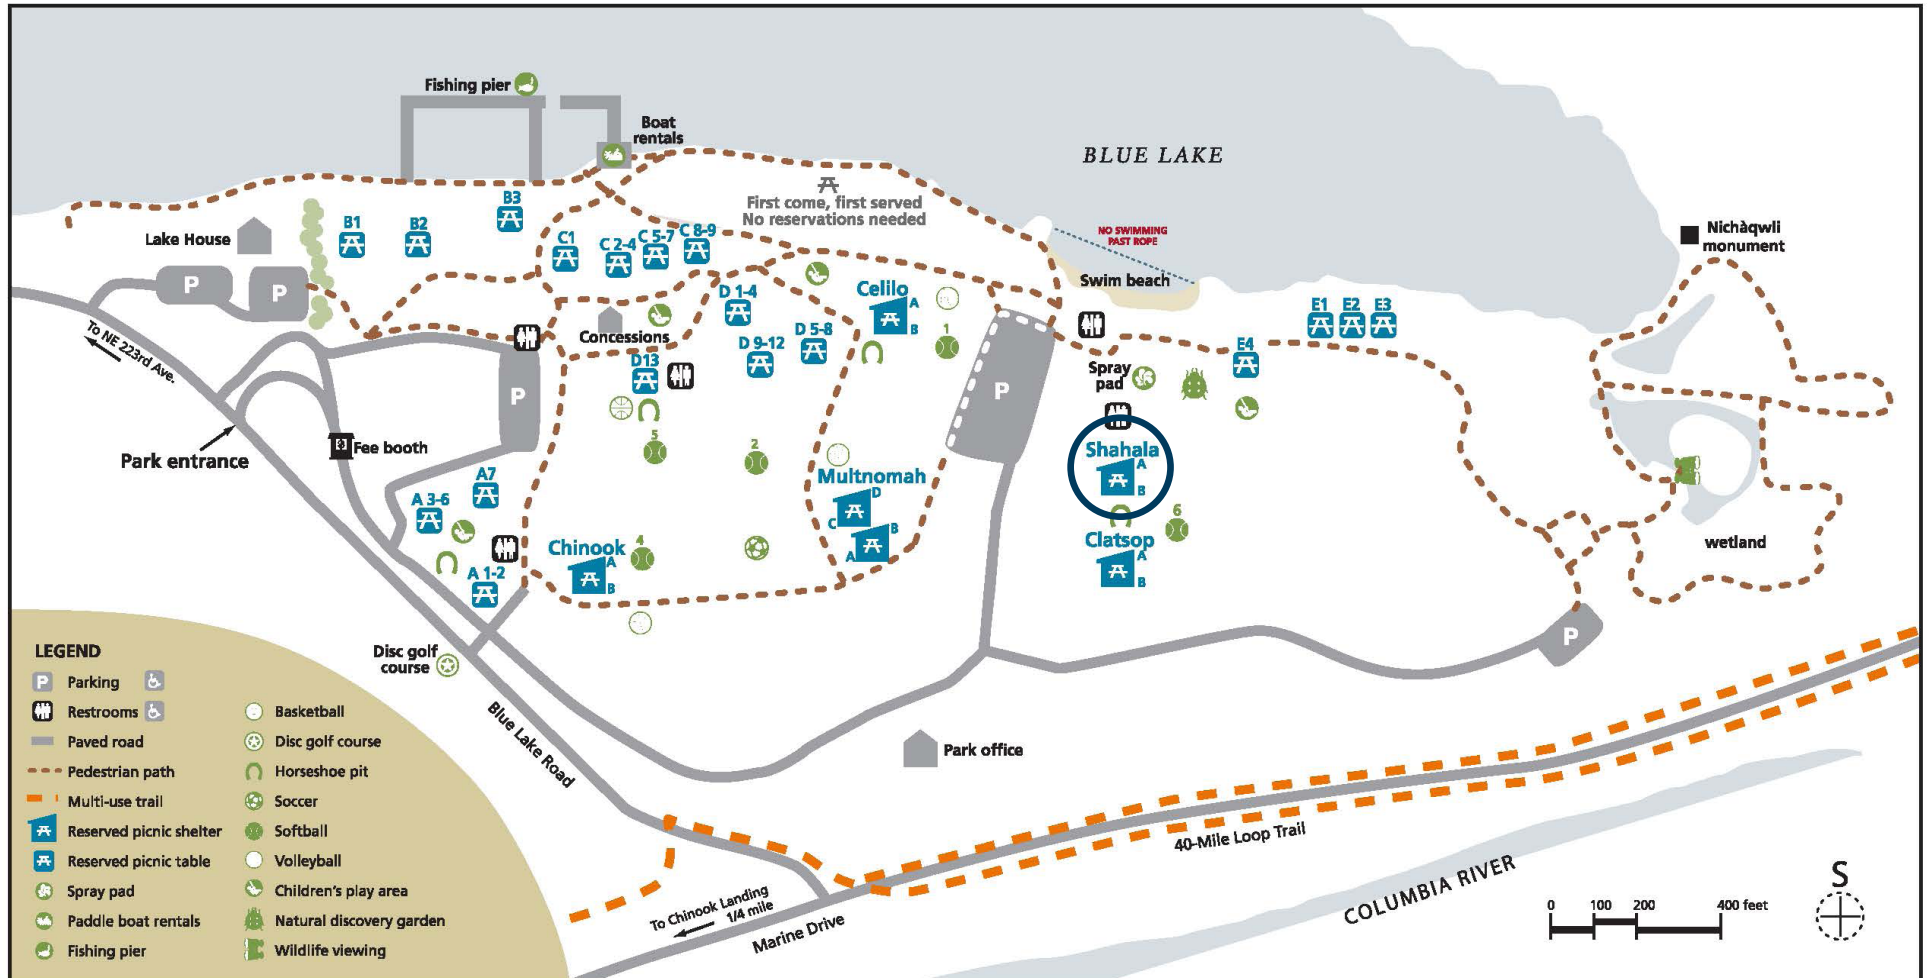 Fishing pier
Boat
rentals
BLUE LAKE
First come, first served
No reservations needed
B1
B2
B3
C1
C 2-4
C 5-7
C 8-9
Lake House
NO SWIMMING
PAST ROPE
Swim beach
Nichàqwli
monument
P
P
To NE 223rd Ave.
Concessions
D 1-4
D 5-8
D 9-12
D13
Celilo
A
B
1
E1
E2
E3
E4
Spray
pad
P
P
Park entrance
Fee booth
5
2
Shahala
A
B
Multnomah
D
C
B
A
6
A7
A 3-6
A 1-2
Chinook
A
B
4
Clatsop
A
B
wetland
P
Disc golf
course
Blue Lake Road
Park office
40-Mile Loop Trail
COLUMBIA RIVER
To Chinook Landing
1/4 mile
Marine Drive
0 100 200 400 feet
S
LEGEND
P Parking
Restrooms
Paved road
Pedestrian path
Multi-use trail
Reserved picnic shelter
Reserved picnic table
Spray pad
Paddle boat rentals
Fishing pier
Basketball
Disc golf course
Horseshoe pit
Soccer
Softball
Volleyball
Children's play area
Natural discovery garden
Wildlife viewing